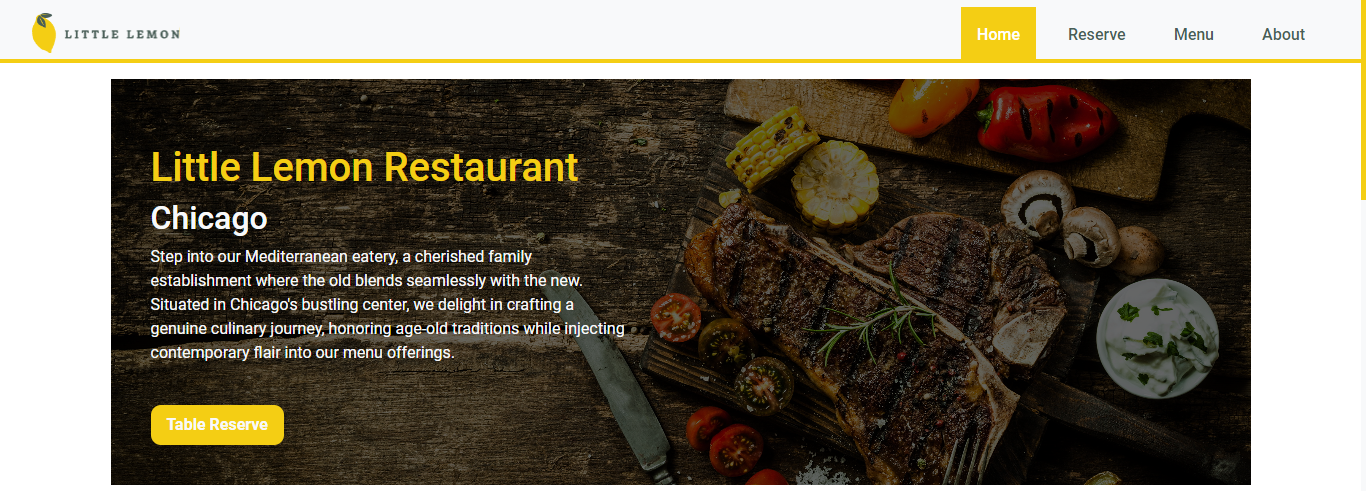 LITTLE LEMON
Home Reserve Menu About
Little Lemon Restaurant
Chicago
Step into our Mediterranean eatery, a cherished family
establishment where the old blends seamlessly with the new.
Situated in Chicago's bustling center, we delight in crafting a
genuine culinary journey, honoring age-old traditions while injecting
contemporary flair into our menu offerings.
Table Reserve